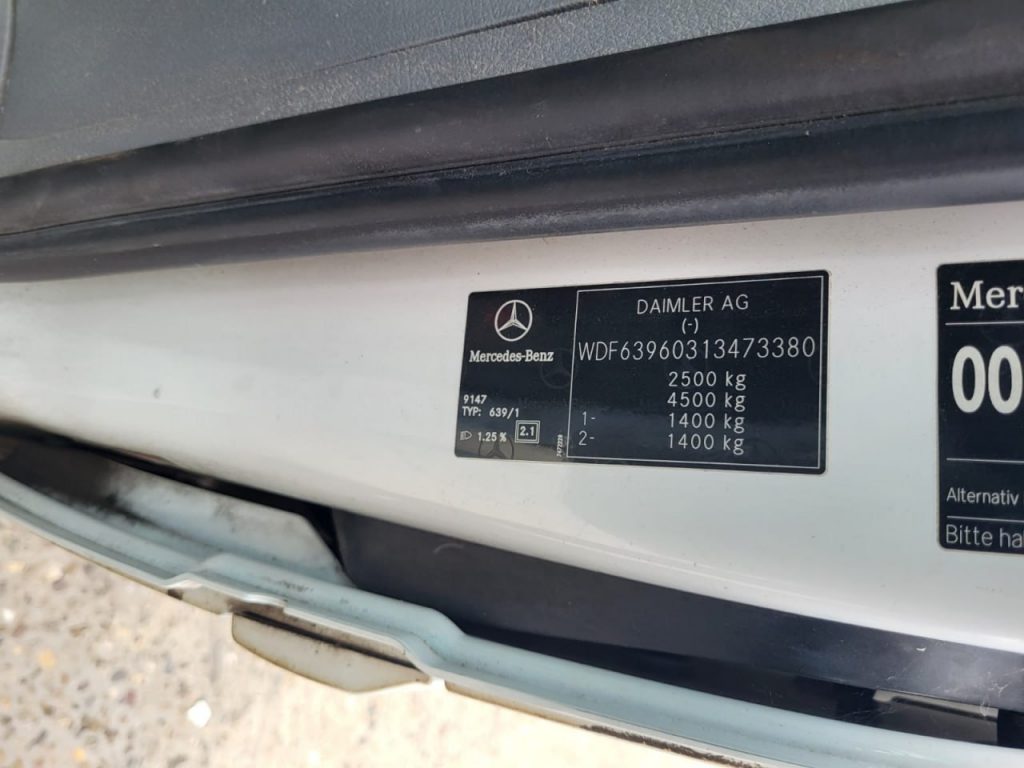 Mercedes-Benz
9147
TYP: 639/1
1.25 % 2.1
DAIMLER AG
(-)
WDF63960313473380
2500 kg
4500 kg
1- 1400 kg
2- 1400 kg
Mer
00
Alternativ
Bitte ha